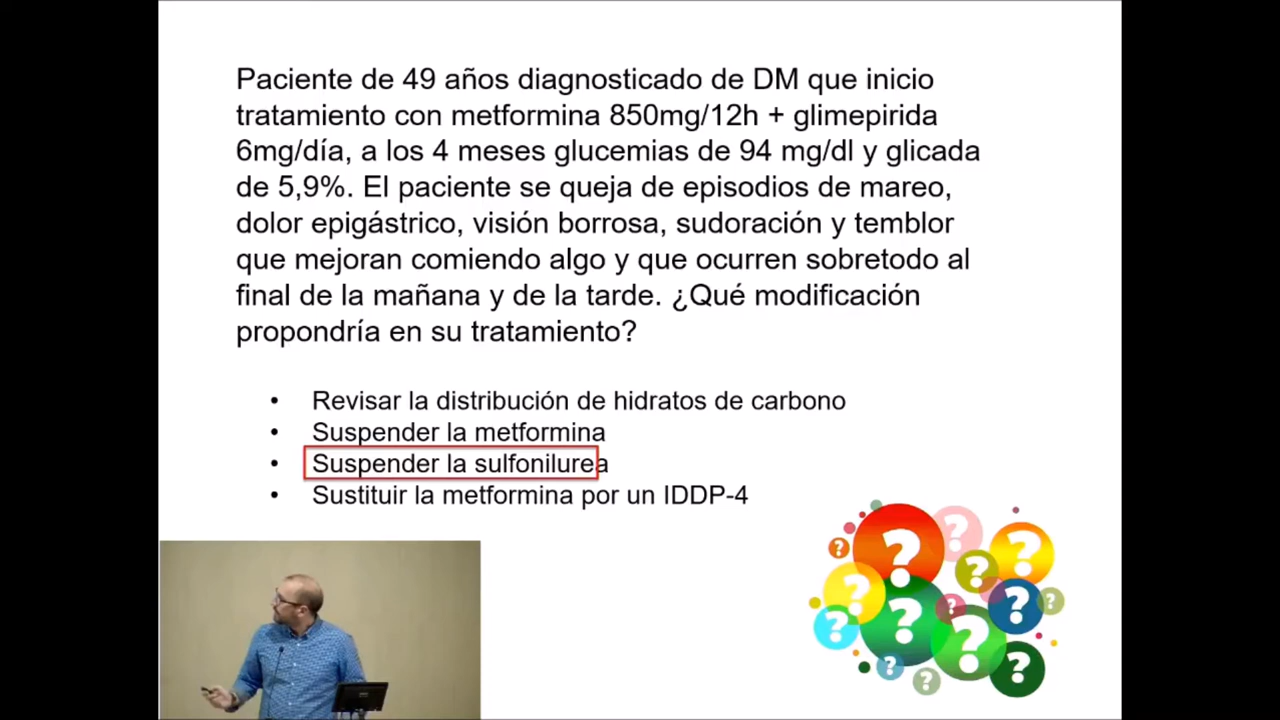 Paciente de 49 años diagnosticado de DM que inicio
tratamiento con metformina 850mg/12h + glimepirida
6mg/día, a los 4 meses glucemias de 94 mg/dl y glicada
de 5,9%. El paciente se queja de episodios de mareo,
dolor epigástrico, visión borrosa, sudoración y temblor
que mejoran comiendo algo y que ocurren sobretodo al
final de la mañana y de la tarde. ¿Qué modificación
propondría en su tratamiento?
• Revisar la distribución de hidratos de carbono
• Suspender la metformina
• Suspender la sulfonilurea
• Sustituir la metformina por un IDDP-4